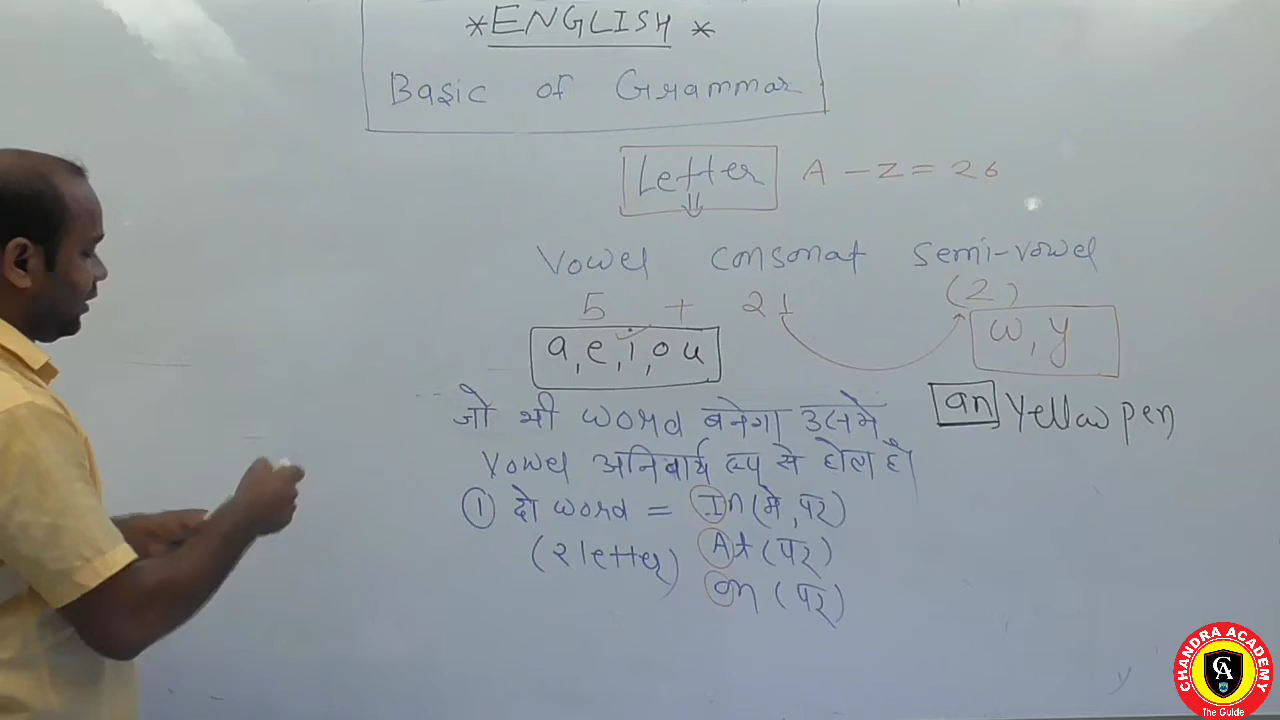 *ENGLISH*
Basic of Grammar
Letter A - Z = 26
Vowel consonat semi-vowel
5 + 21 (2)
a, e, i, o u w, y
an Yellow pen
जो भी word बनेगा उसमे
Vowel अनिवार्य रूप से होता है।
① दो word = In (मे, पर)
(2 letter) At (पर)
on (पर)
CHANDRA ACADEMY
CA
The Guide